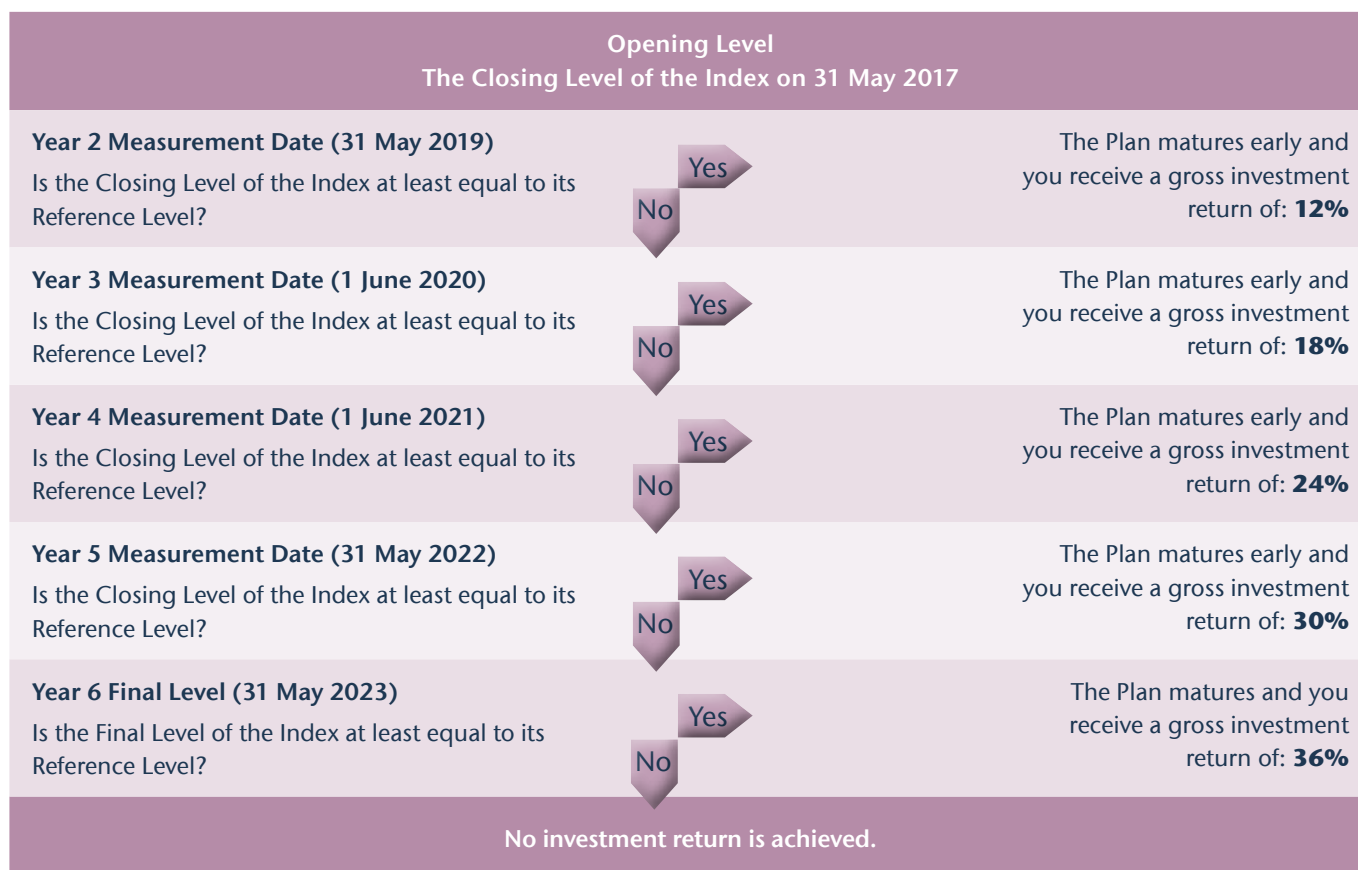 Opening Level
The Closing Level of the Index on 31 May 2017
Year 2 Measurement Date (31 May 2019)
Is the Closing Level of the Index at least equal to its
Reference Level?
Yes
No
The Plan matures early and
you receive a gross investment
return of: 12%
Year 3 Measurement Date (1 June 2020)
Is the Closing Level of the Index at least equal to its
Reference Level?
Yes
No
The Plan matures early and
you receive a gross investment
return of: 18%
Year 4 Measurement Date (1 June 2021)
Is the Closing Level of the Index at least equal to its
Reference Level?
Yes
No
The Plan matures early and
you receive a gross investment
return of: 24%
Year 5 Measurement Date (31 May 2022)
Is the Closing Level of the Index at least equal to its
Reference Level?
Yes
No
The Plan matures early and
you receive a gross investment
return of: 30%
Year 6 Final Level (31 May 2023)
Is the Final Level of the Index at least equal to its
Reference Level?
Yes
No
The Plan matures and you
receive a gross investment
return of: 36%
No investment return is achieved.